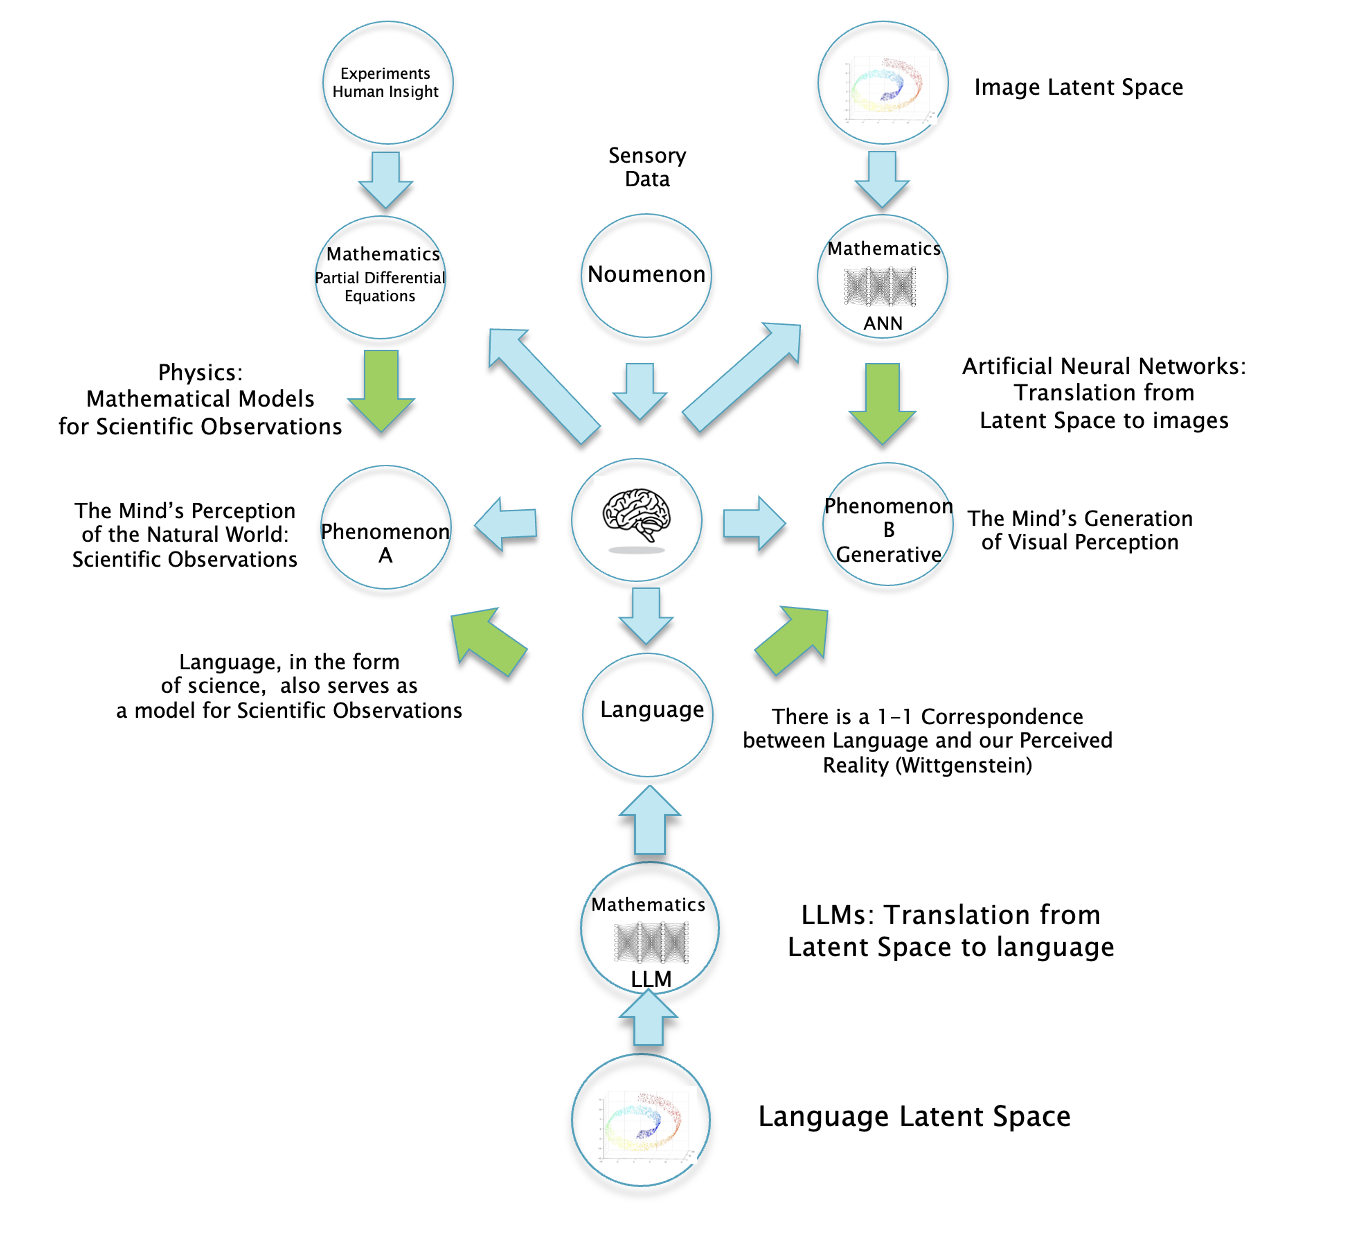 Experiments
Human Insight
Image Latent Space
Sensory
Data
Mathematics
Partial Differential
Equations
Noumenon
Mathematics
ANN
Physics:
Mathematical Models
for Scientific Observations
Artificial Neural Networks:
Translation from
Latent Space to images
The Mind's Perception
of the Natural World:
Scientific Observations
Phenomenon
A
Phenomenon
B
Generative
The Mind's Generation
of Visual Perception
Language, in the form
of science,  also serves as
a model for Scientific Observations
Language
There is a 1-1 Correspondence
between Language and our Perceived
Reality (Wittgenstein)
Mathematics
LLM
LLMs: Translation from
Latent Space to language
Language Latent Space